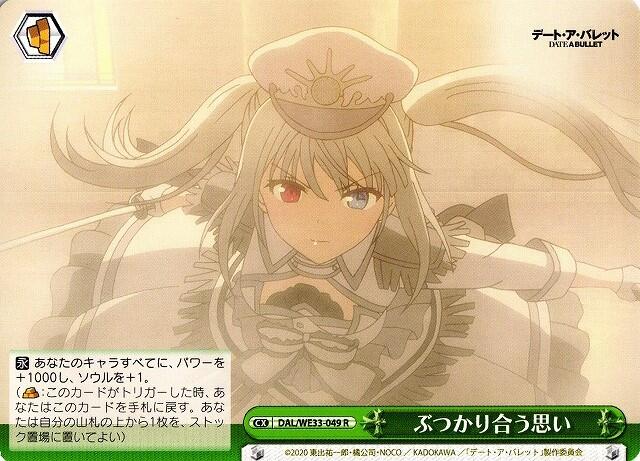 デート・ア・バレット
DATE A BULLET
永 あなたのキャラすべてに、パワーを
+1000し、ソウルを+1。
(:このカードがトリガーした時、あ
なたはこのカードを手札に戻す。あな
たは自分の山札の上から1枚を、ストッ
ク置場に置いてよい)
CX DAL/WE33-049 R
ぶつかり合う思い
©2020 東出祐一郎・橘公司・NOCO/KADOKAWA/「デート・ア・バレット」製作委員会